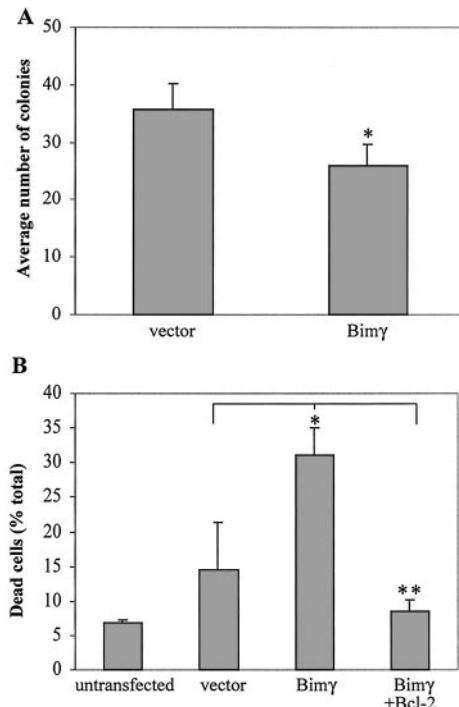 A
50
40
30
20
10
0
Average number of colonies
*
vector Bimγ
B
40
35
30
25
20
15
10
5
0
Dead cells (% total)
*
**
untransfected vector Bimγ Bimγ
+Bcl-2